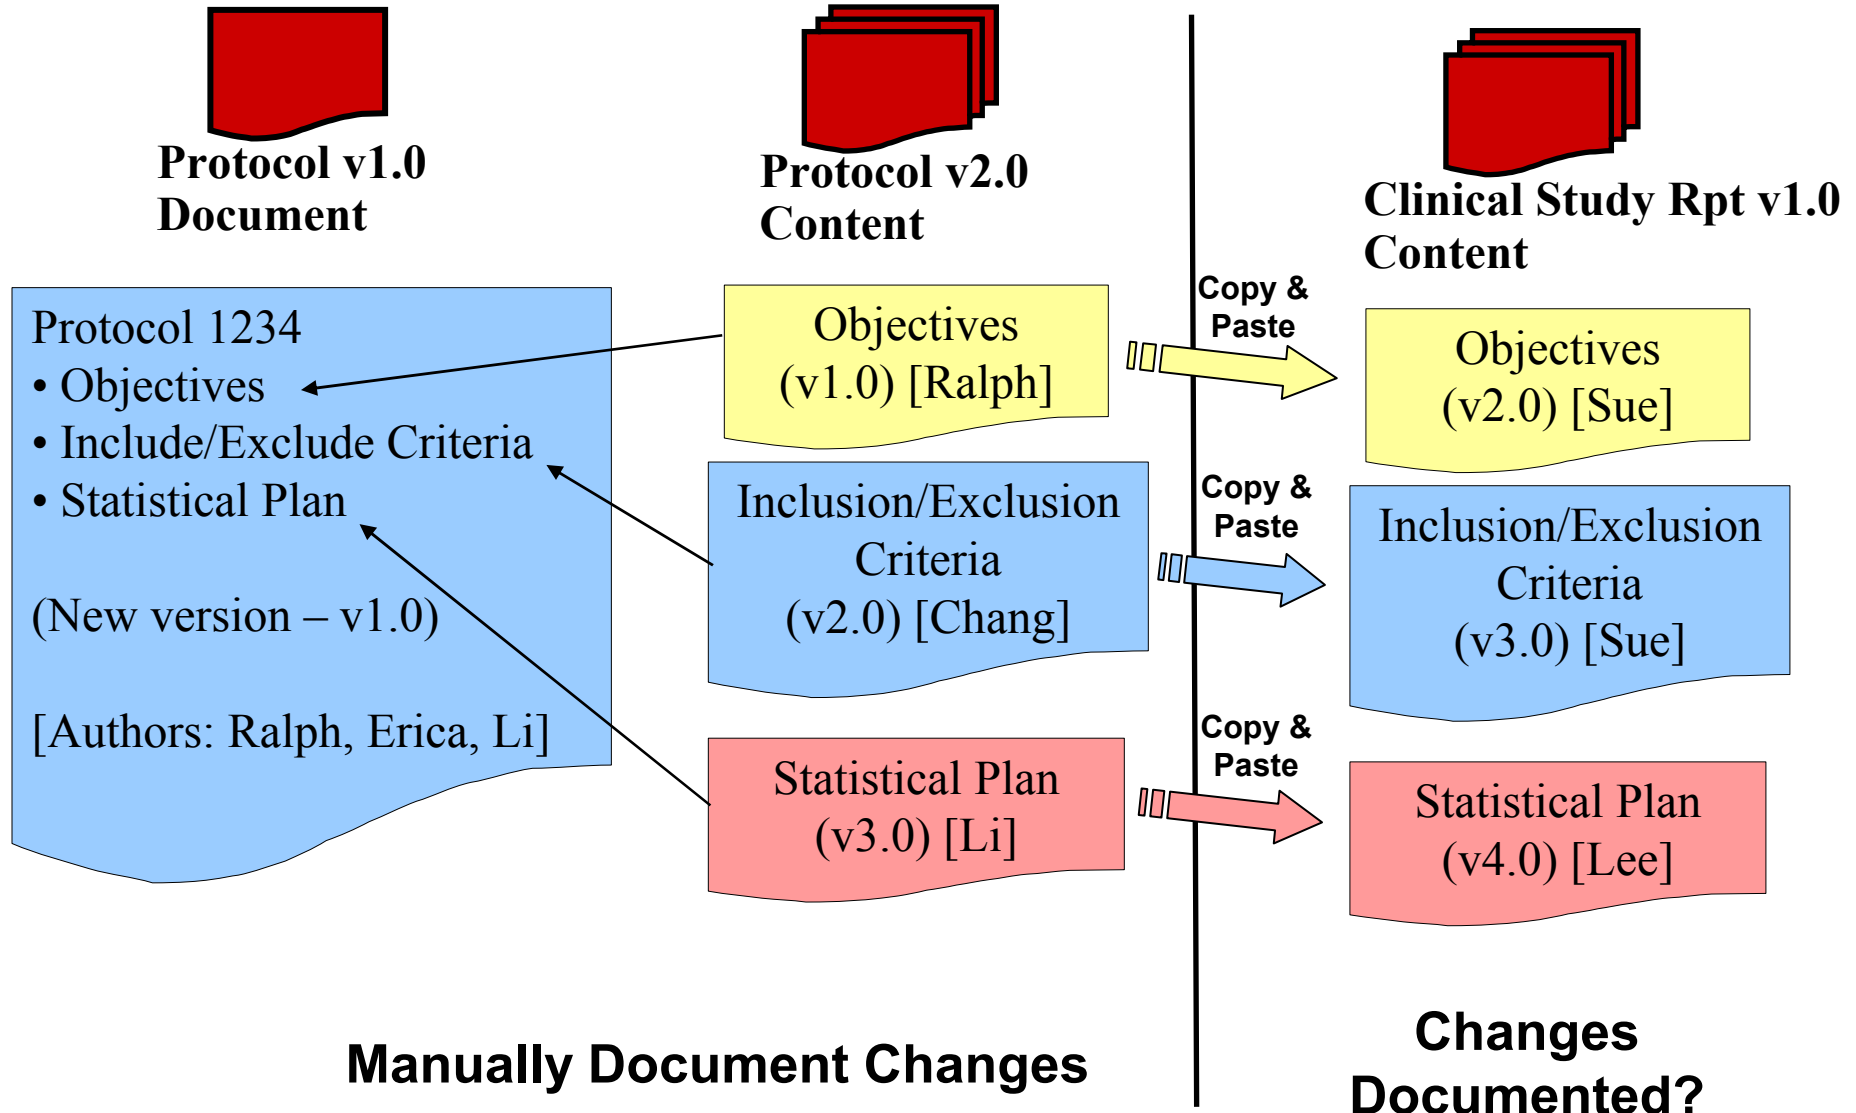 Protocol v1.0
Document
Protocol v2.0
Content
Clinical Study Rpt v1.0
Content
Protocol 1234
• Objectives
• Include/Exclude Criteria
• Statistical Plan
(New version – v1.0)
[Authors: Ralph, Erica, Li]
Objectives
(v1.0) [Ralph]
Inclusion/Exclusion
Criteria
(v2.0) [Chang]
Statistical Plan
(v3.0) [Li]
Copy &
Paste
Copy &
Paste
Copy &
Paste
Objectives
(v2.0) [Sue]
Inclusion/Exclusion
Criteria
(v3.0) [Sue]
Statistical Plan
(v4.0) [Lee]
Manually Document Changes
Changes
Documented?